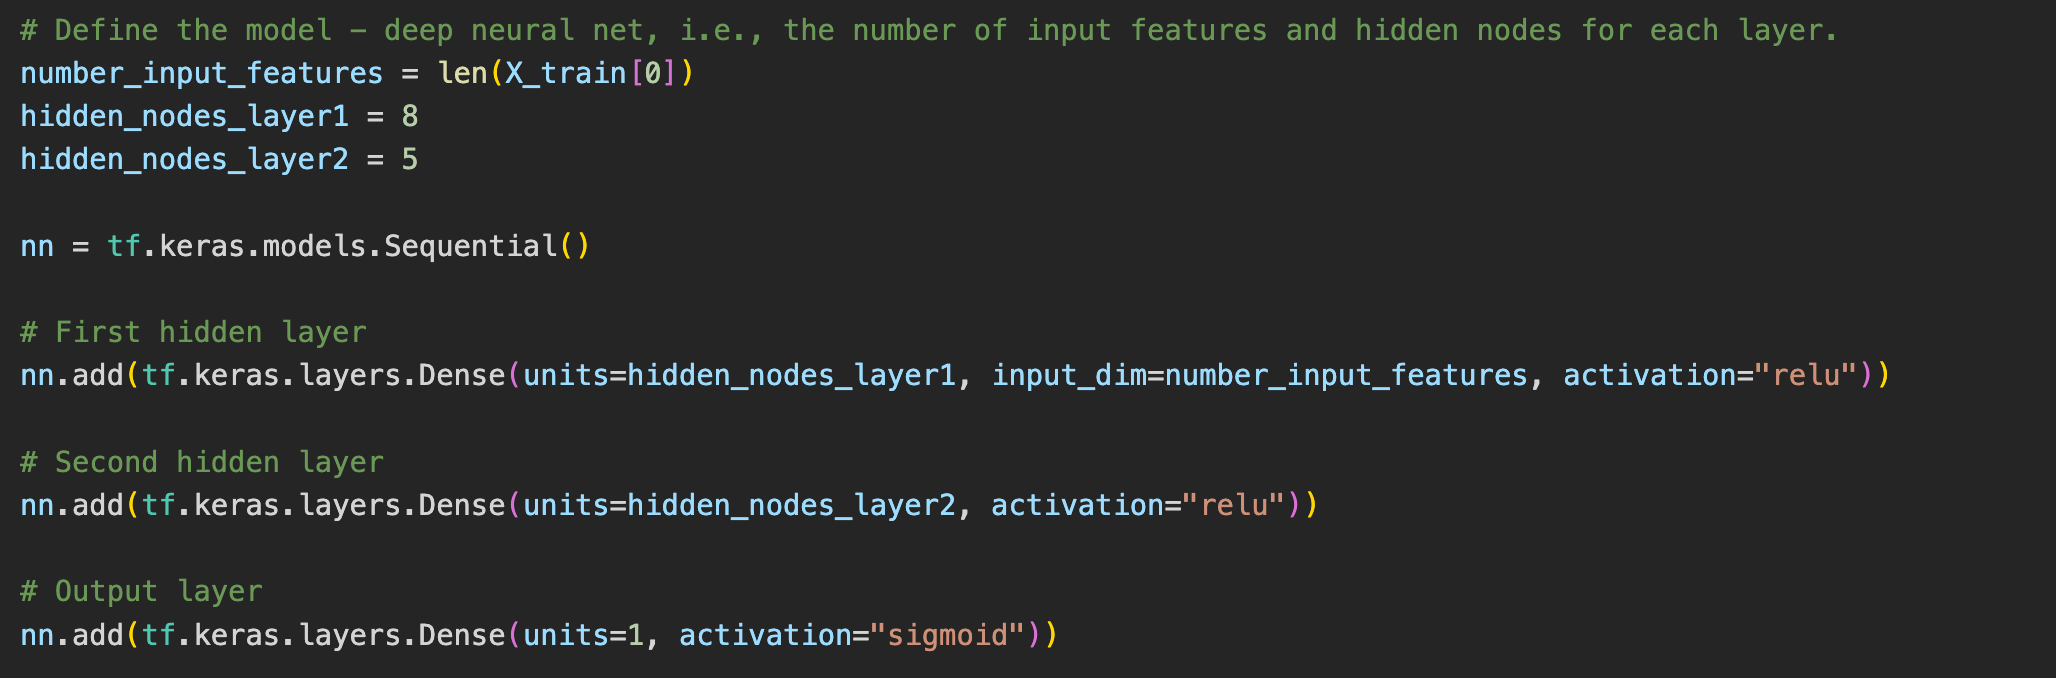 # Define the model – deep neural net, i.e., the number of input features and hidden nodes for each layer.
number_input_features = len(X_train[0])
hidden_nodes_layer1 = 8
hidden_nodes_layer2 = 5
nn = tf.keras.models.Sequential()
# First hidden layer
nn.add(tf.keras.layers.Dense(units=hidden_nodes_layer1, input_dim=number_input_features, activation="relu"))
# Second hidden layer
nn.add(tf.keras.layers.Dense(units=hidden_nodes_layer2, activation="relu"))
# Output layer
nn.add(tf.keras.layers.Dense(units=1, activation="sigmoid"))